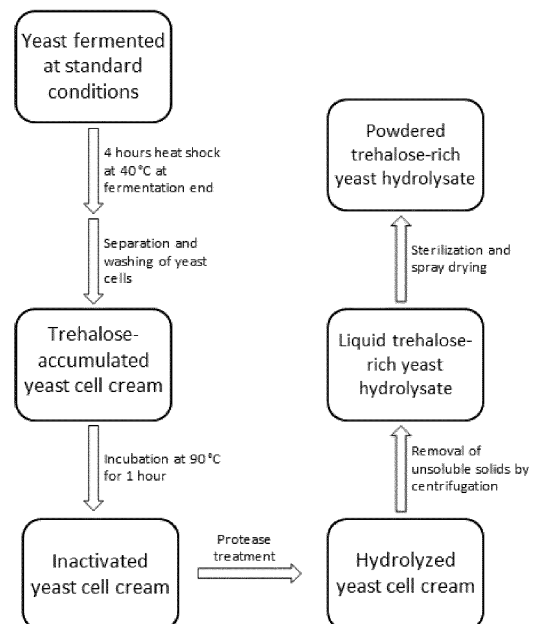 Yeast fermented
at standard
conditions
4 hours heat shock
at 40°C at
fermentation end
Separation and
washing of yeast
cells
Trehalose-
accumulated
yeast cell cream
Incubation at 90°C
for 1 hour
Inactivated
yeast cell cream
Protease
treatment
Hydrolyzed
yeast cell cream
Removal of
unsoluble solids by
centrifugation
Liquid trehalose-
rich yeast
hydrolysate
Sterilization and
spray drying
Powdered
trehalose-rich
yeast hydrolysate